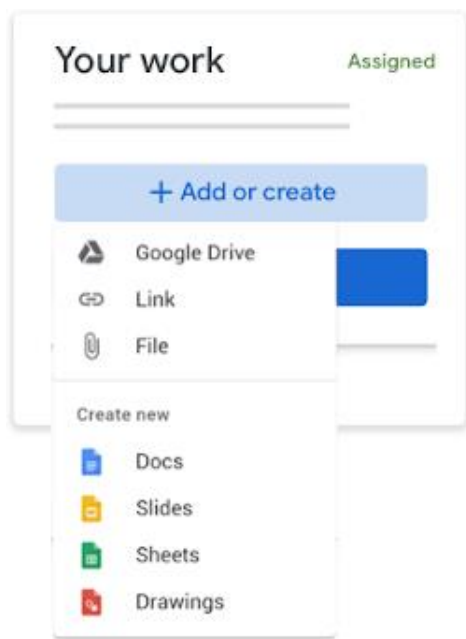 Your work
Assigned
+ Add or create
Google Drive
Link
File
Create new
Docs
Slides
Sheets
Drawings